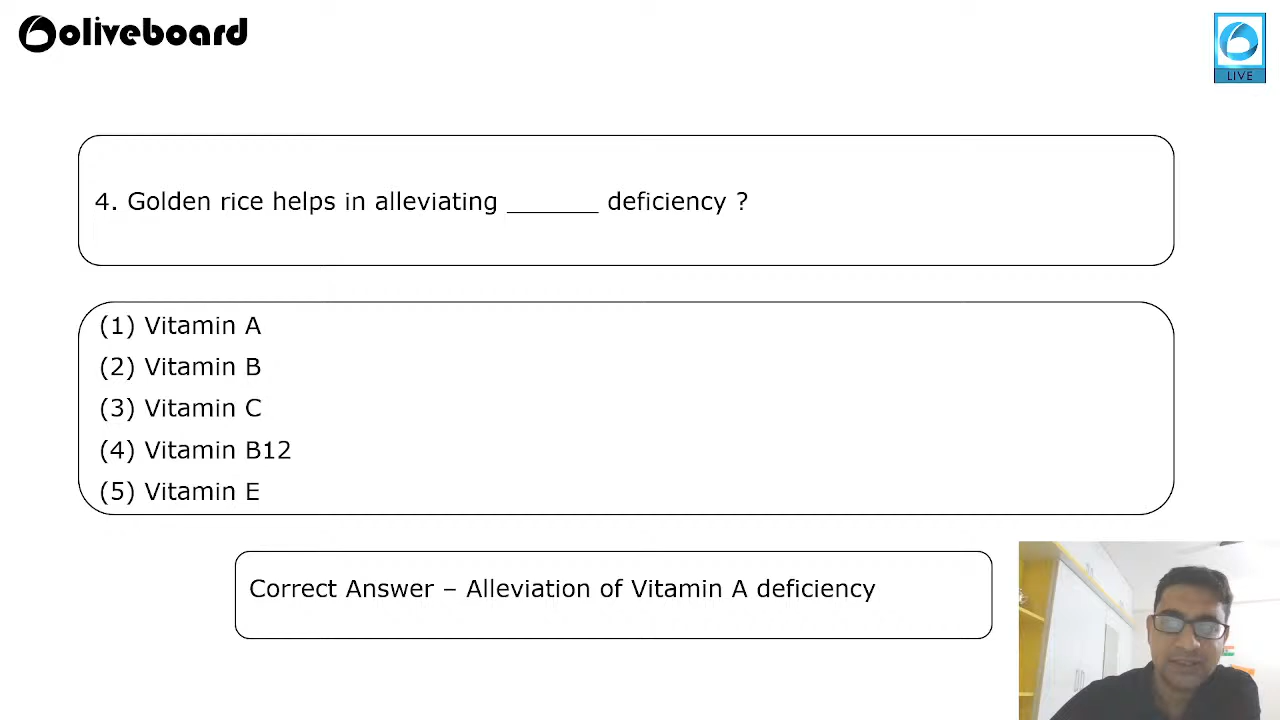 oliveboard
LIVE
4. Golden rice helps in alleviating _______ deficiency ?
(1) Vitamin A
(2) Vitamin B
(3) Vitamin C
(4) Vitamin B12
(5) Vitamin E
Correct Answer – Alleviation of Vitamin A deficiency